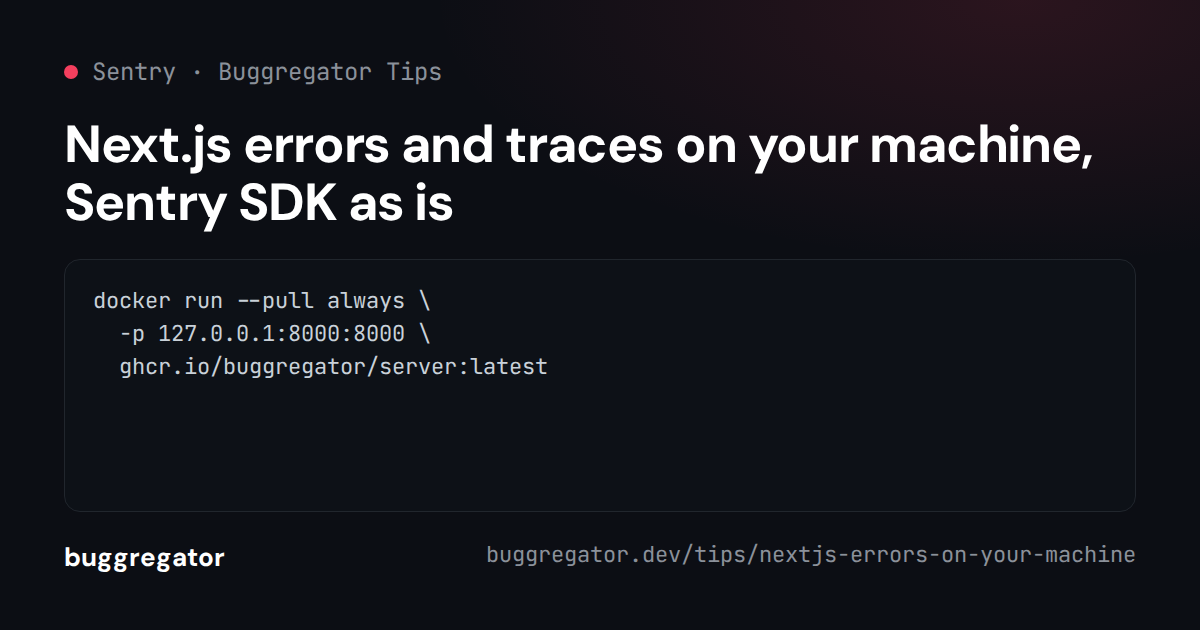 Sentry · Buggregator Tips
Next.js errors and traces on your machine,
Sentry SDK as is
docker run --pull always \
  -p 127.0.0.1:8000:8000 \
  ghcr.io/buggregator/server:latest
buggregator
buggregator.dev/tips/nextjs-errors-on-your-machine